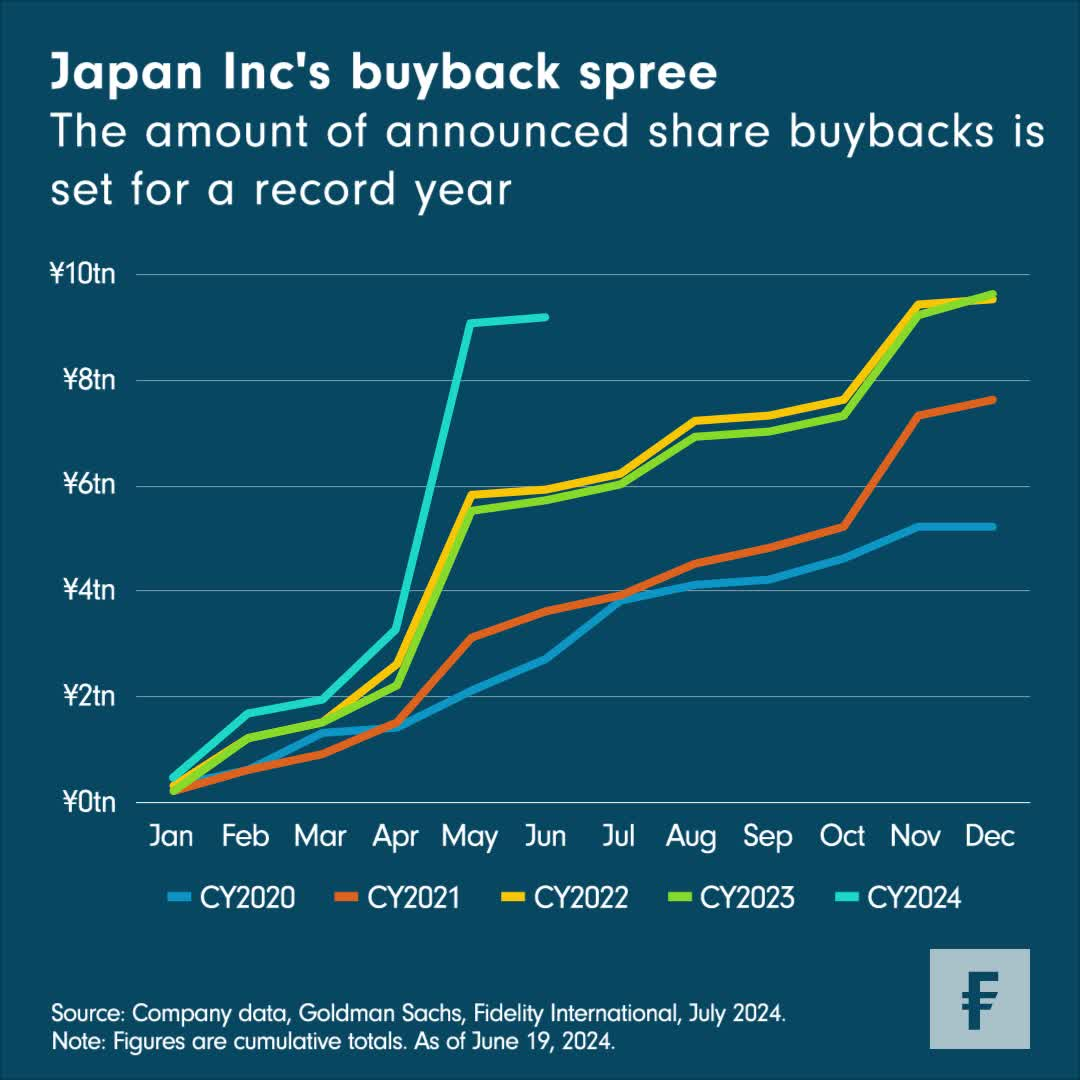 Japan Inc's buyback spree
The amount of announced share buybacks is
set for a record year
¥10tn
¥8tn
¥6tn
¥4tn
¥2tn
¥0tn
Jan Feb Mar Apr May Jun Jul Aug Sep Oct Nov Dec
CY2020 CY2021 CY2022 CY2023 CY2024
Source: Company data, Goldman Sachs, Fidelity International, July 2024.
Note: Figures are cumulative totals. As of June 19, 2024.
F